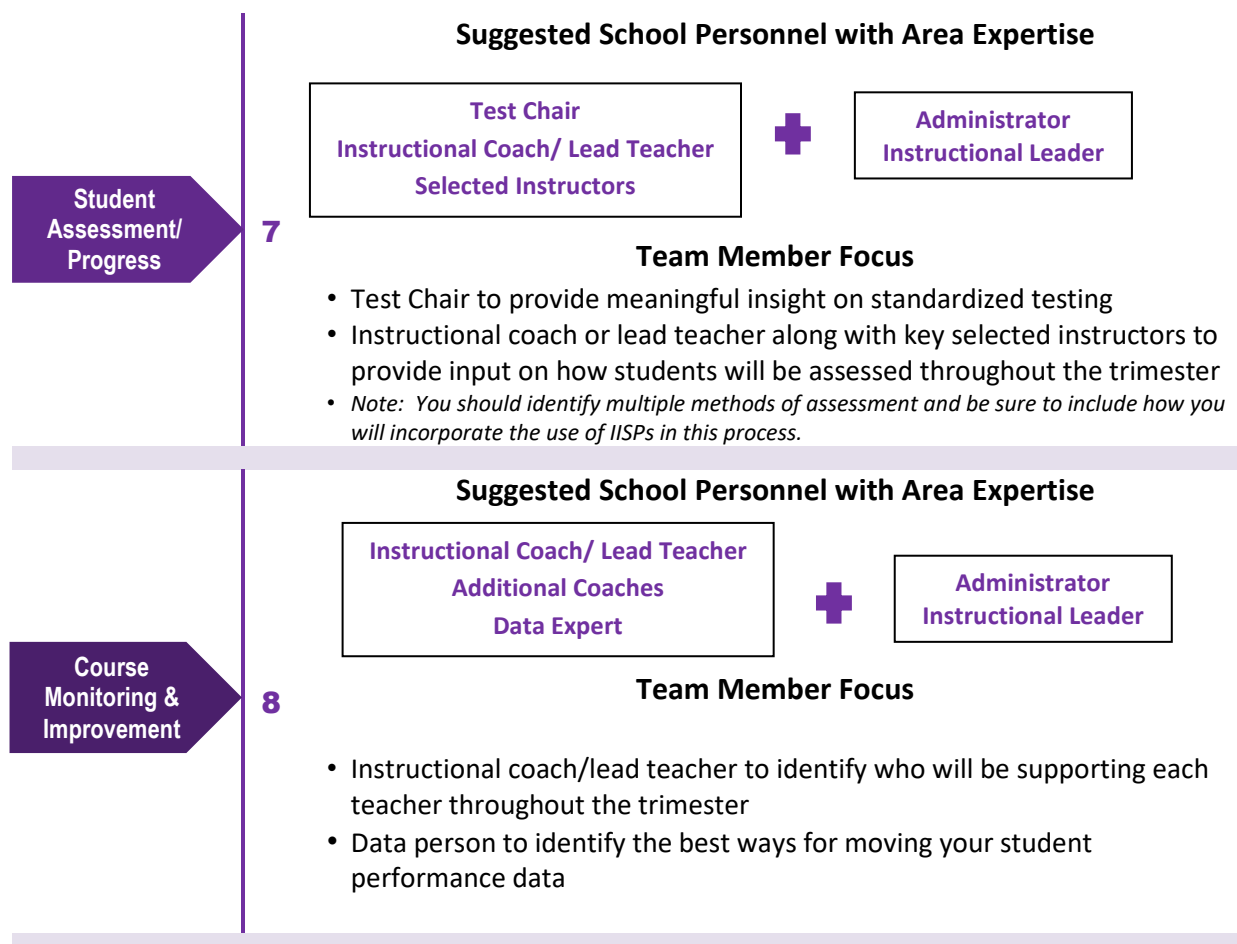 Suggested School Personnel with Area Expertise
Test Chair
Instructional Coach/ Lead Teacher
Selected Instructors
Administrator
Instructional Leader
Student
Assessment/
Progress
7
Team Member Focus
• Test Chair to provide meaningful insight on standardized testing
• Instructional coach or lead teacher along with key selected instructors to
provide input on how students will be assessed throughout the trimester
• Note:  You should identify multiple methods of assessment and be sure to include how you
will incorporate the use of IISPs in this process.
Suggested School Personnel with Area Expertise
Instructional Coach/ Lead Teacher
Additional Coaches
Data Expert
Administrator
Instructional Leader
Course
Monitoring &
Improvement
8
Team Member Focus
• Instructional coach/lead teacher to identify who will be supporting each
teacher throughout the trimester
• Data person to identify the best ways for moving your student
performance data